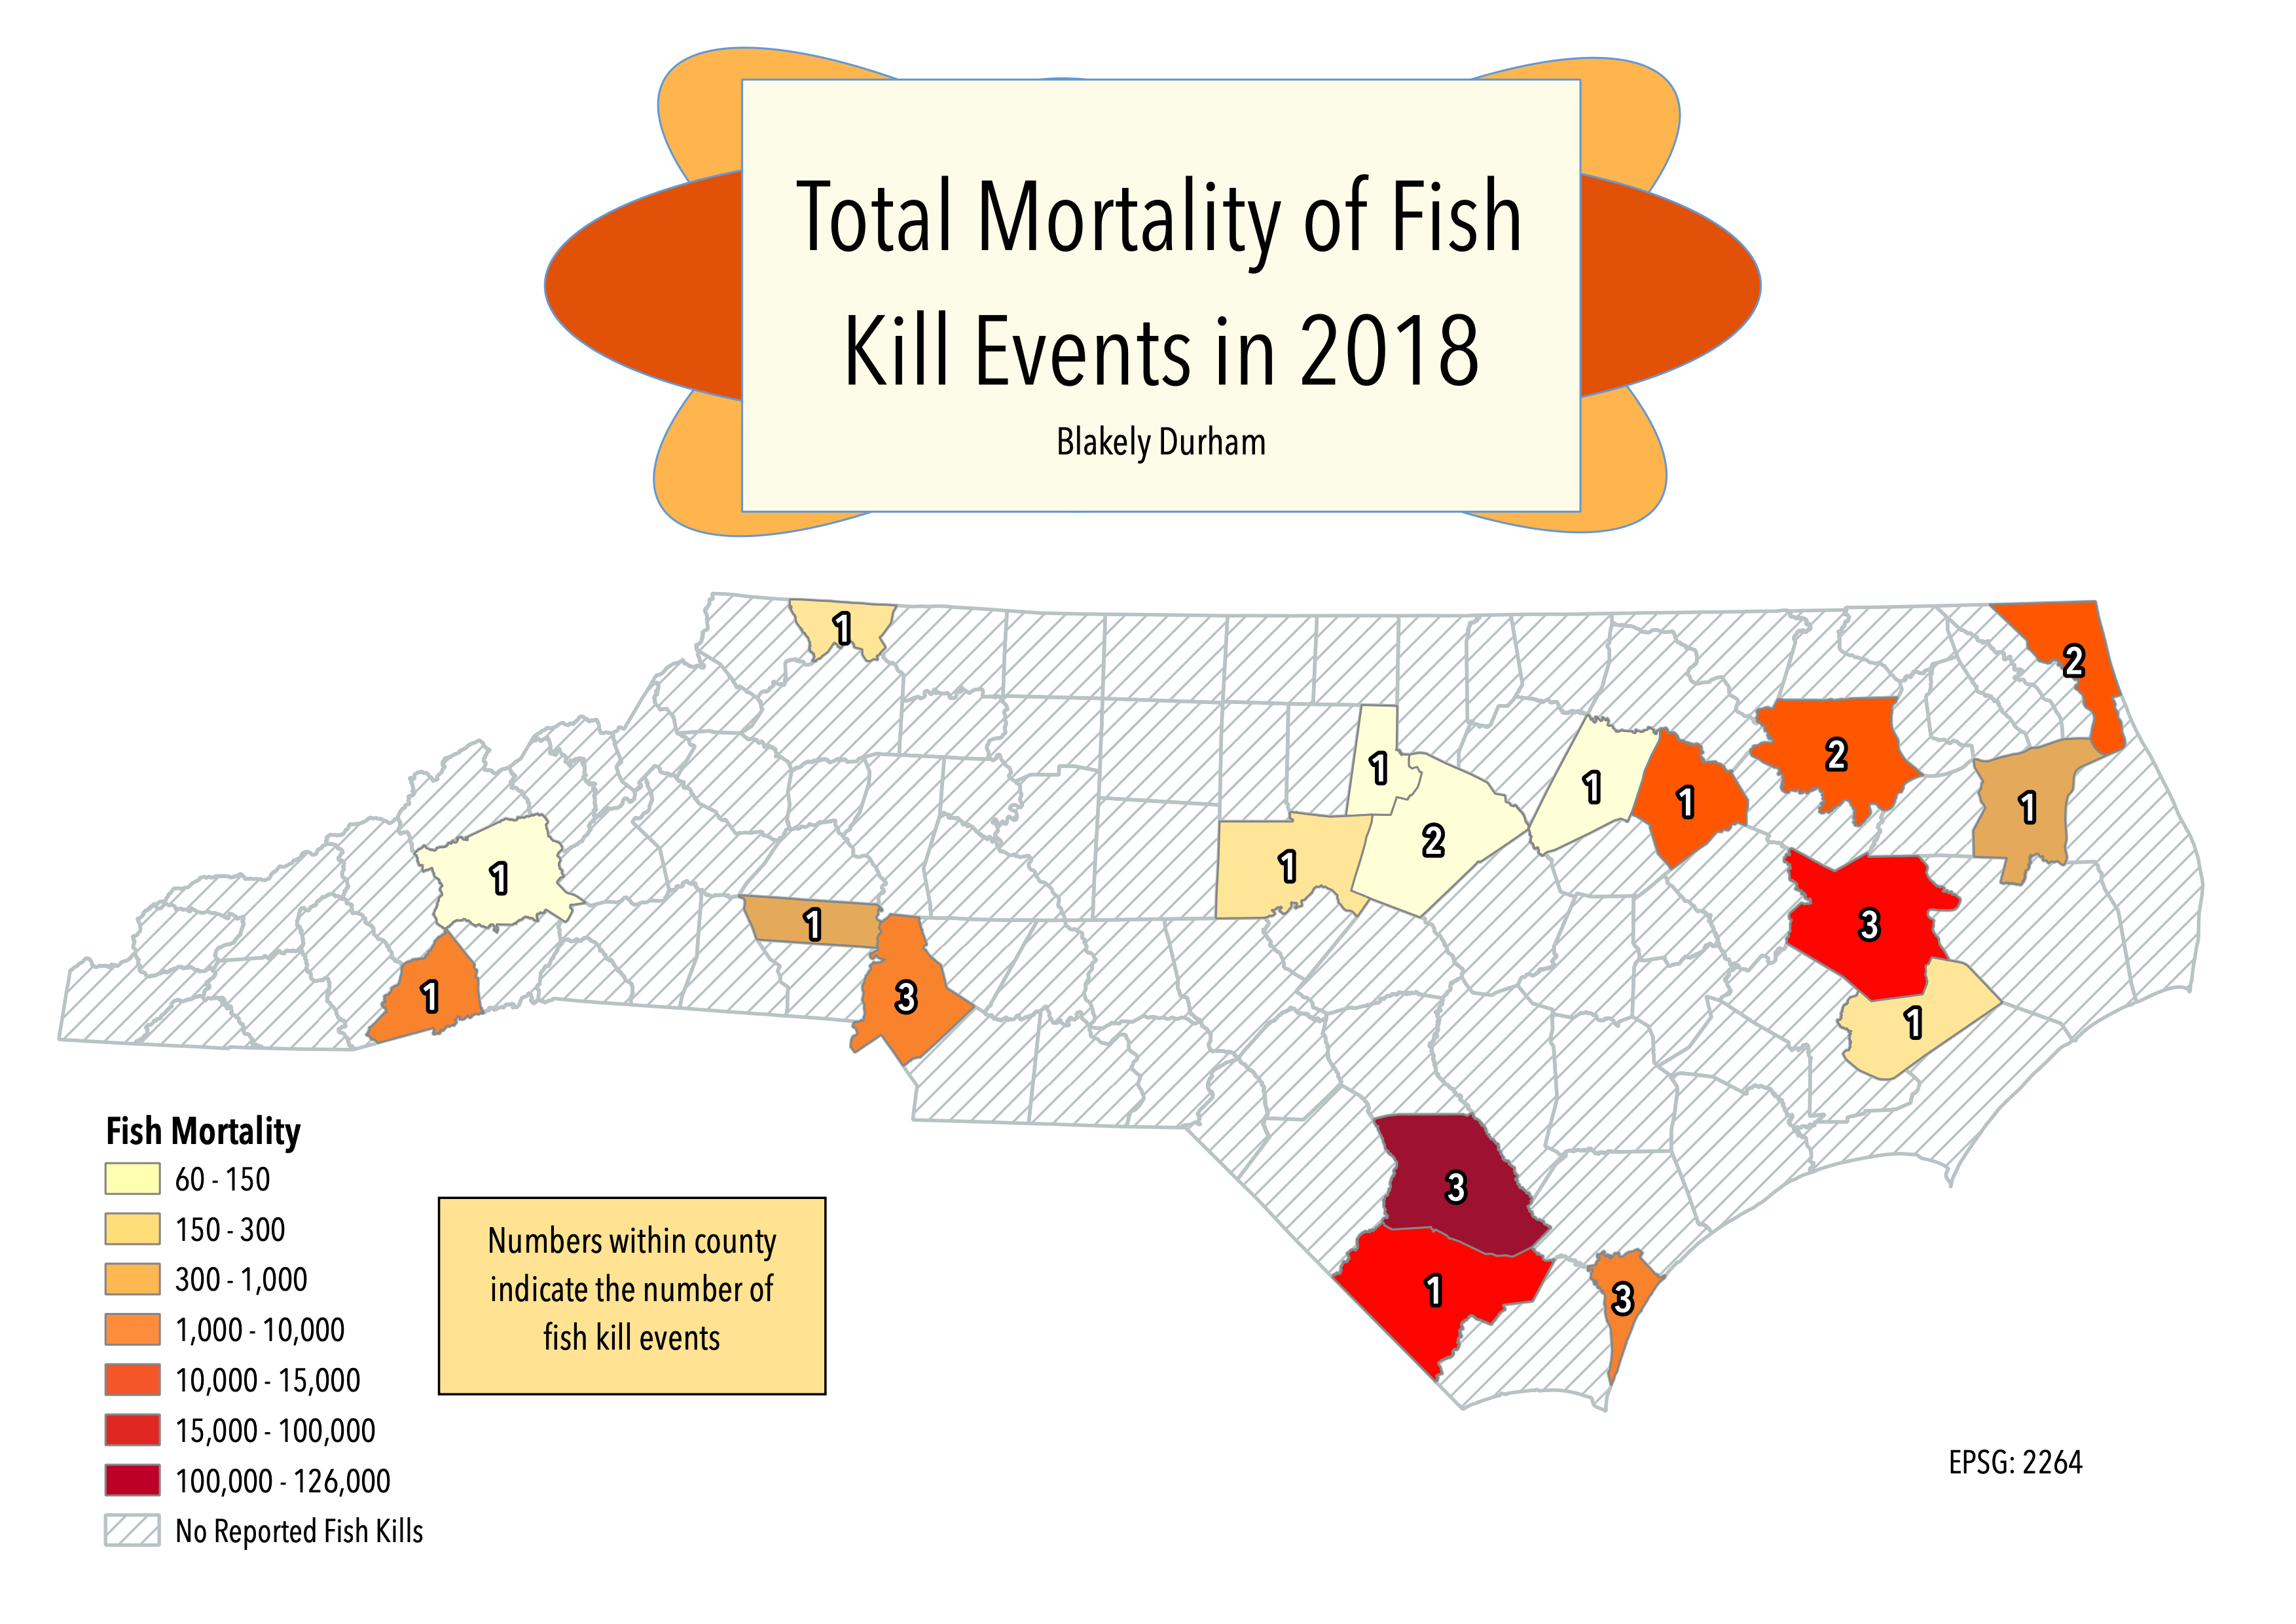 Total Mortality of Fish
Kill Events in 2018
Blakely Durham
1
2
1
2
1
1
1
2
1
1
1
3
1
1
3
1
3
1
3
Fish Mortality
60 - 150
150 - 300
300 - 1,000
1,000 - 10,000
10,000 - 15,000
15,000 - 100,000
100,000 - 126,000
No Reported Fish Kills
Numbers within county
indicate the number of
fish kill events
EPSG: 2264